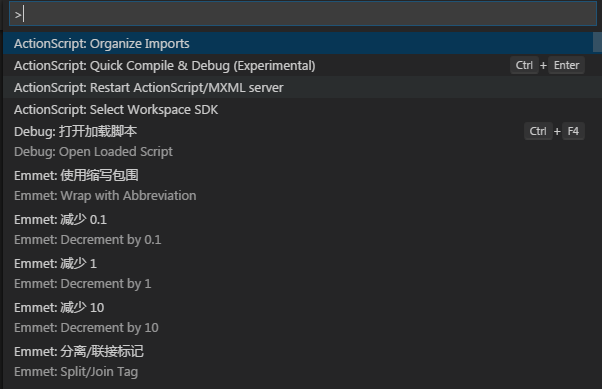 >
ActionScript: Organize Imports
ActionScript: Quick Compile & Debug (Experimental) Ctrl + Enter
ActionScript: Restart ActionScript/MXML server
ActionScript: Select Workspace SDK
Debug: 打开加载脚本 Ctrl + F4
Debug: Open Loaded Script
Emmet: 使用缩写包围
Emmet: Wrap with Abbreviation
Emmet: 减少 0.1
Emmet: Decrement by 0.1
Emmet: 减少 1
Emmet: Decrement by 1
Emmet: 减少 10
Emmet: Decrement by 10
Emmet: 分离/联接标记
Emmet: Split/Join Tag